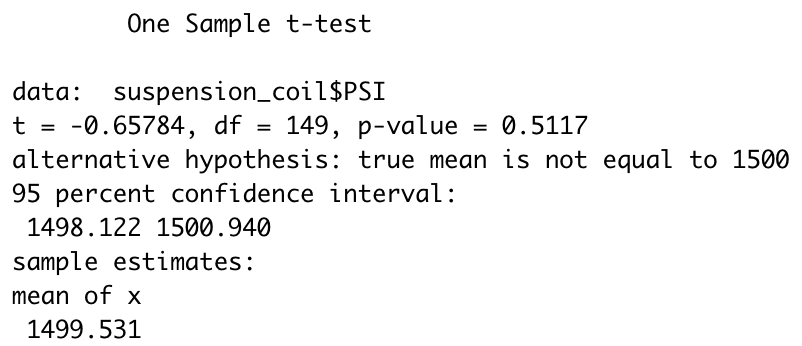 One Sample t-test
data:  suspension_coil$PSI
t = -0.65784, df = 149, p-value = 0.5117
alternative hypothesis: true mean is not equal to 1500
95 percent confidence interval:
1498.122 1500.940
sample estimates:
mean of x
1499.531